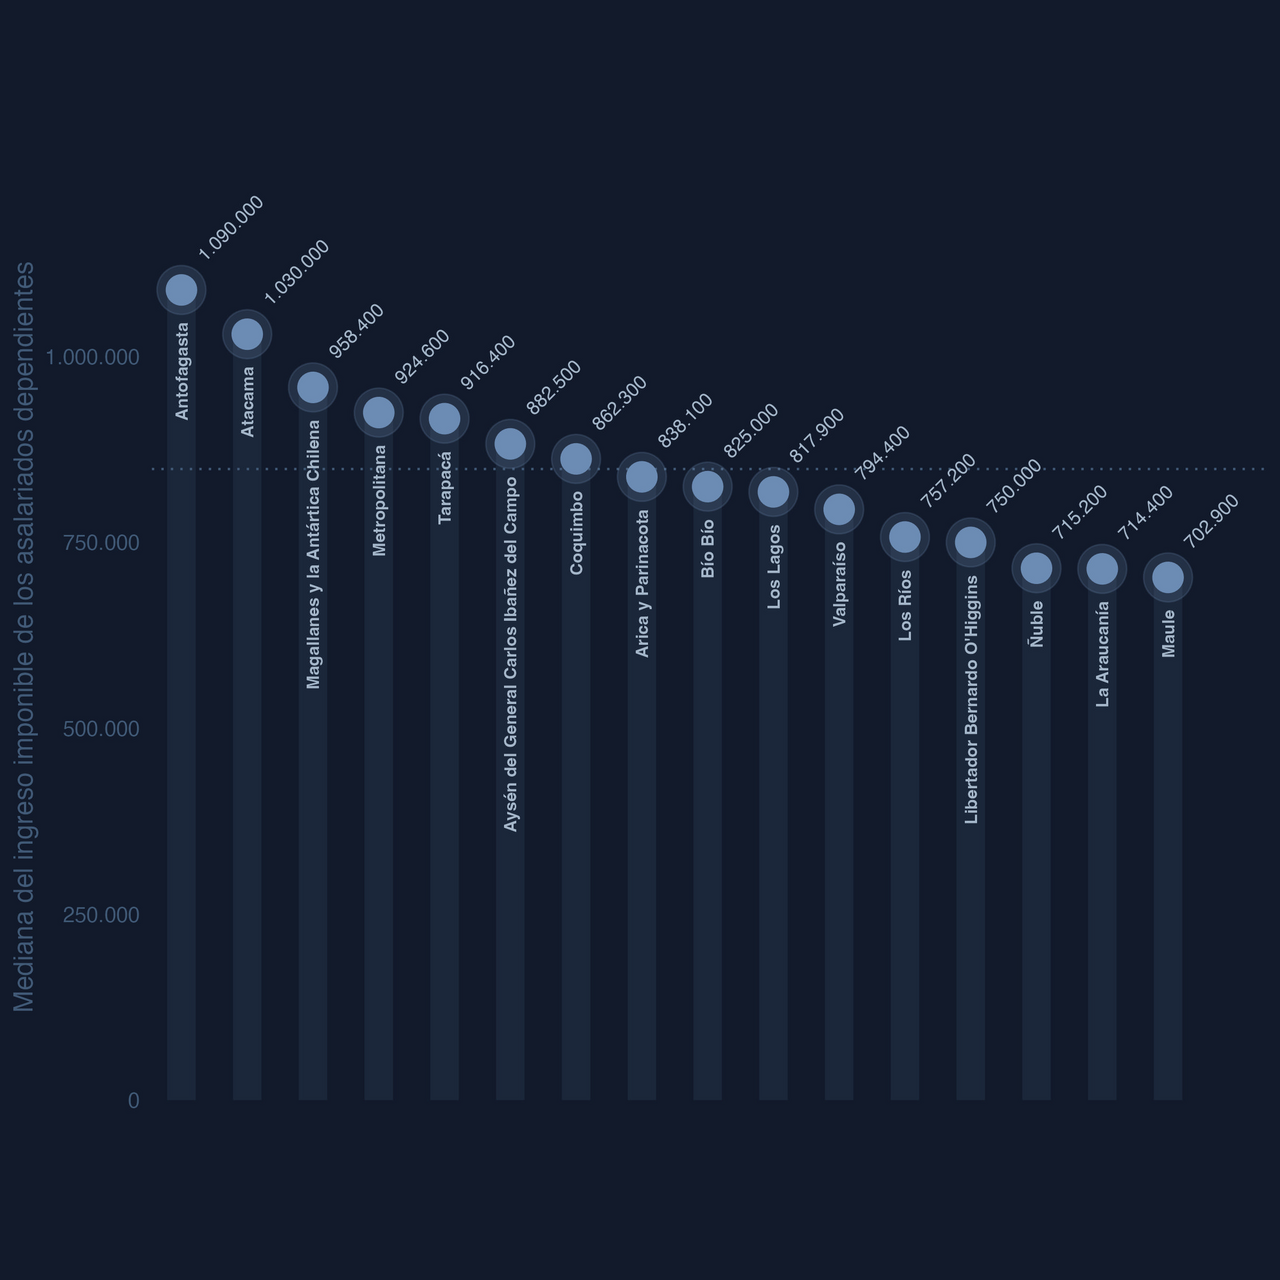 Mediana del ingreso imponible de los asalariados dependientes
1.000.000
750.000
500.000
250.000
0
1.090.000
Antofagasta
1.030.000
Atacama
958.400
Magallanes y la Antártica Chilena
924.600
Metropolitana
916.400
Tarapacá
882.500
Aysén del General Carlos Ibañez del Campo
862.300
Coquimbo
838.100
Arica y Parinacota
825.000
Bío Bío
817.900
Los Lagos
794.400
Valparaíso
757.200
Los Ríos
750.000
Libertador Bernardo O'Higgins
715.200
Ñuble
714.400
La Araucanía
702.900
Maule